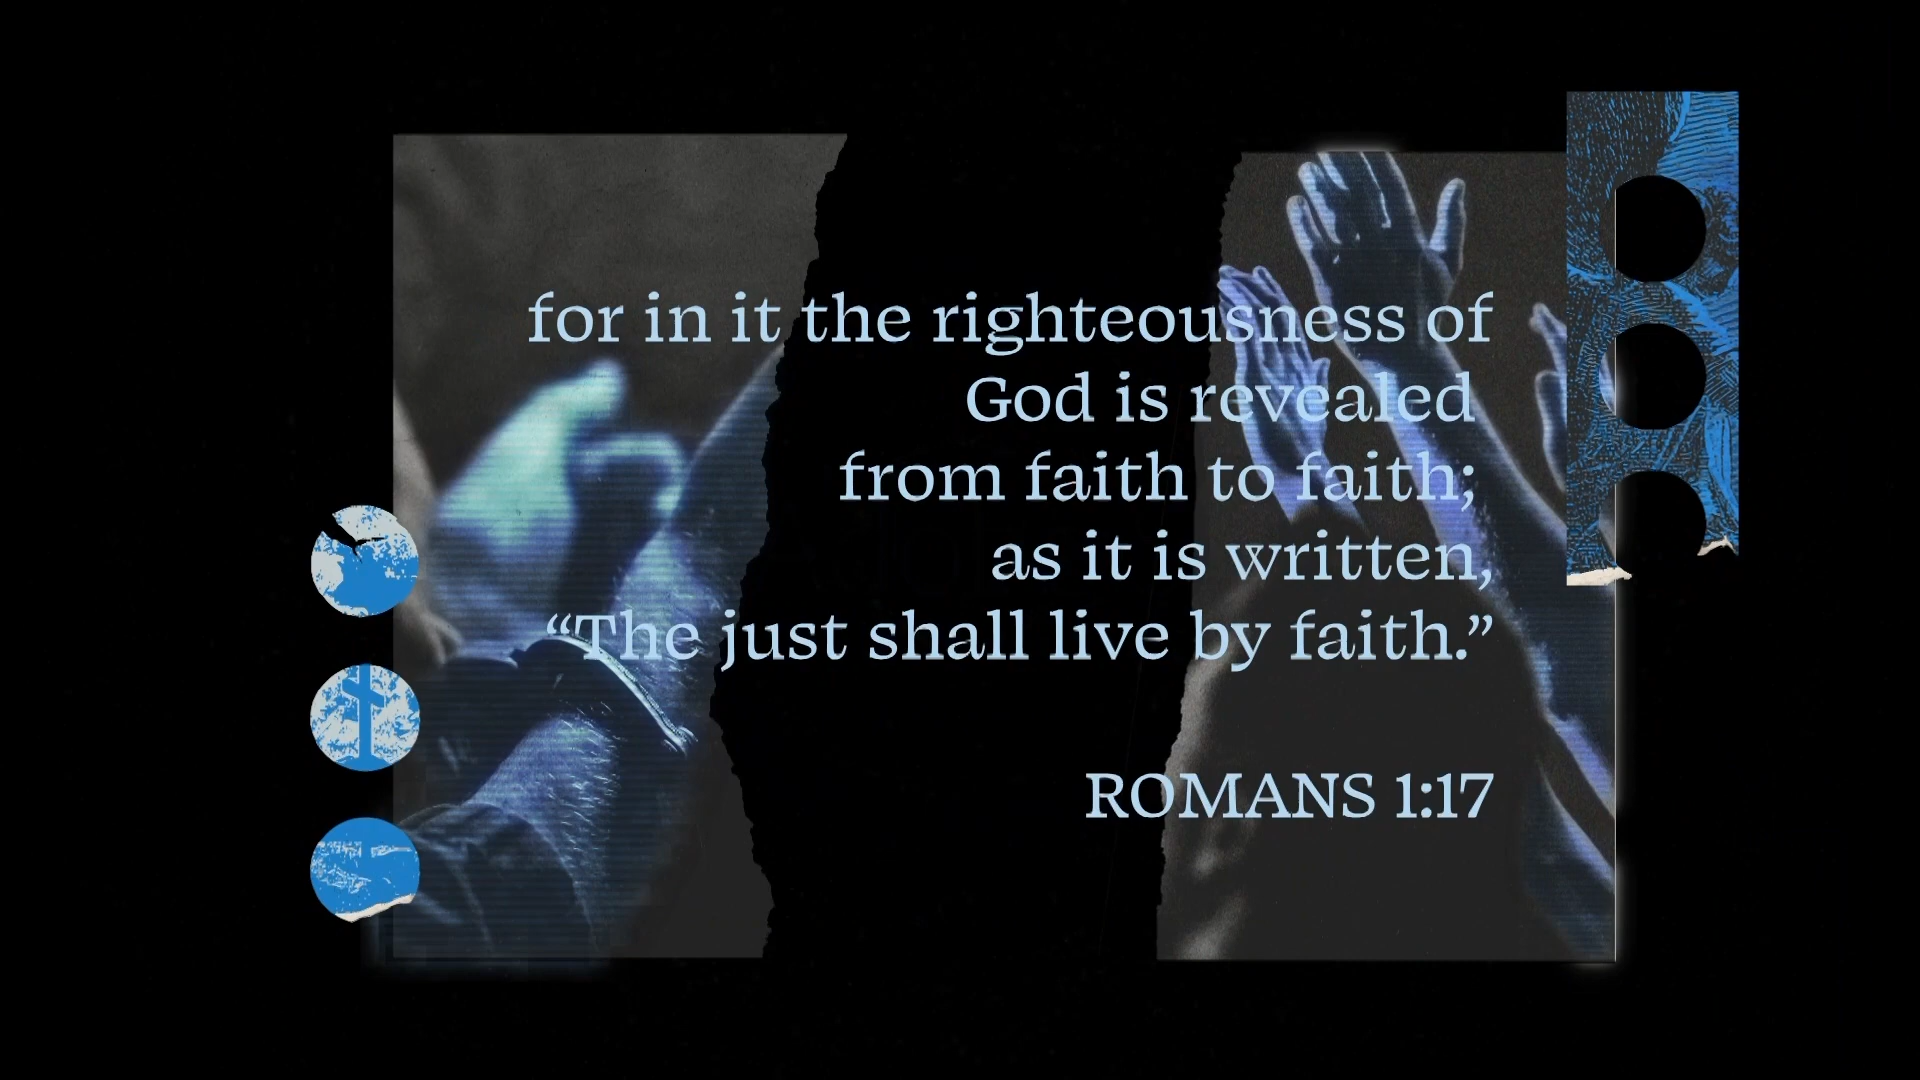 for in it the righteousness of
God is revealed
from faith to faith;
as it is written,
“The just shall live by faith.”
ROMANS 1:17